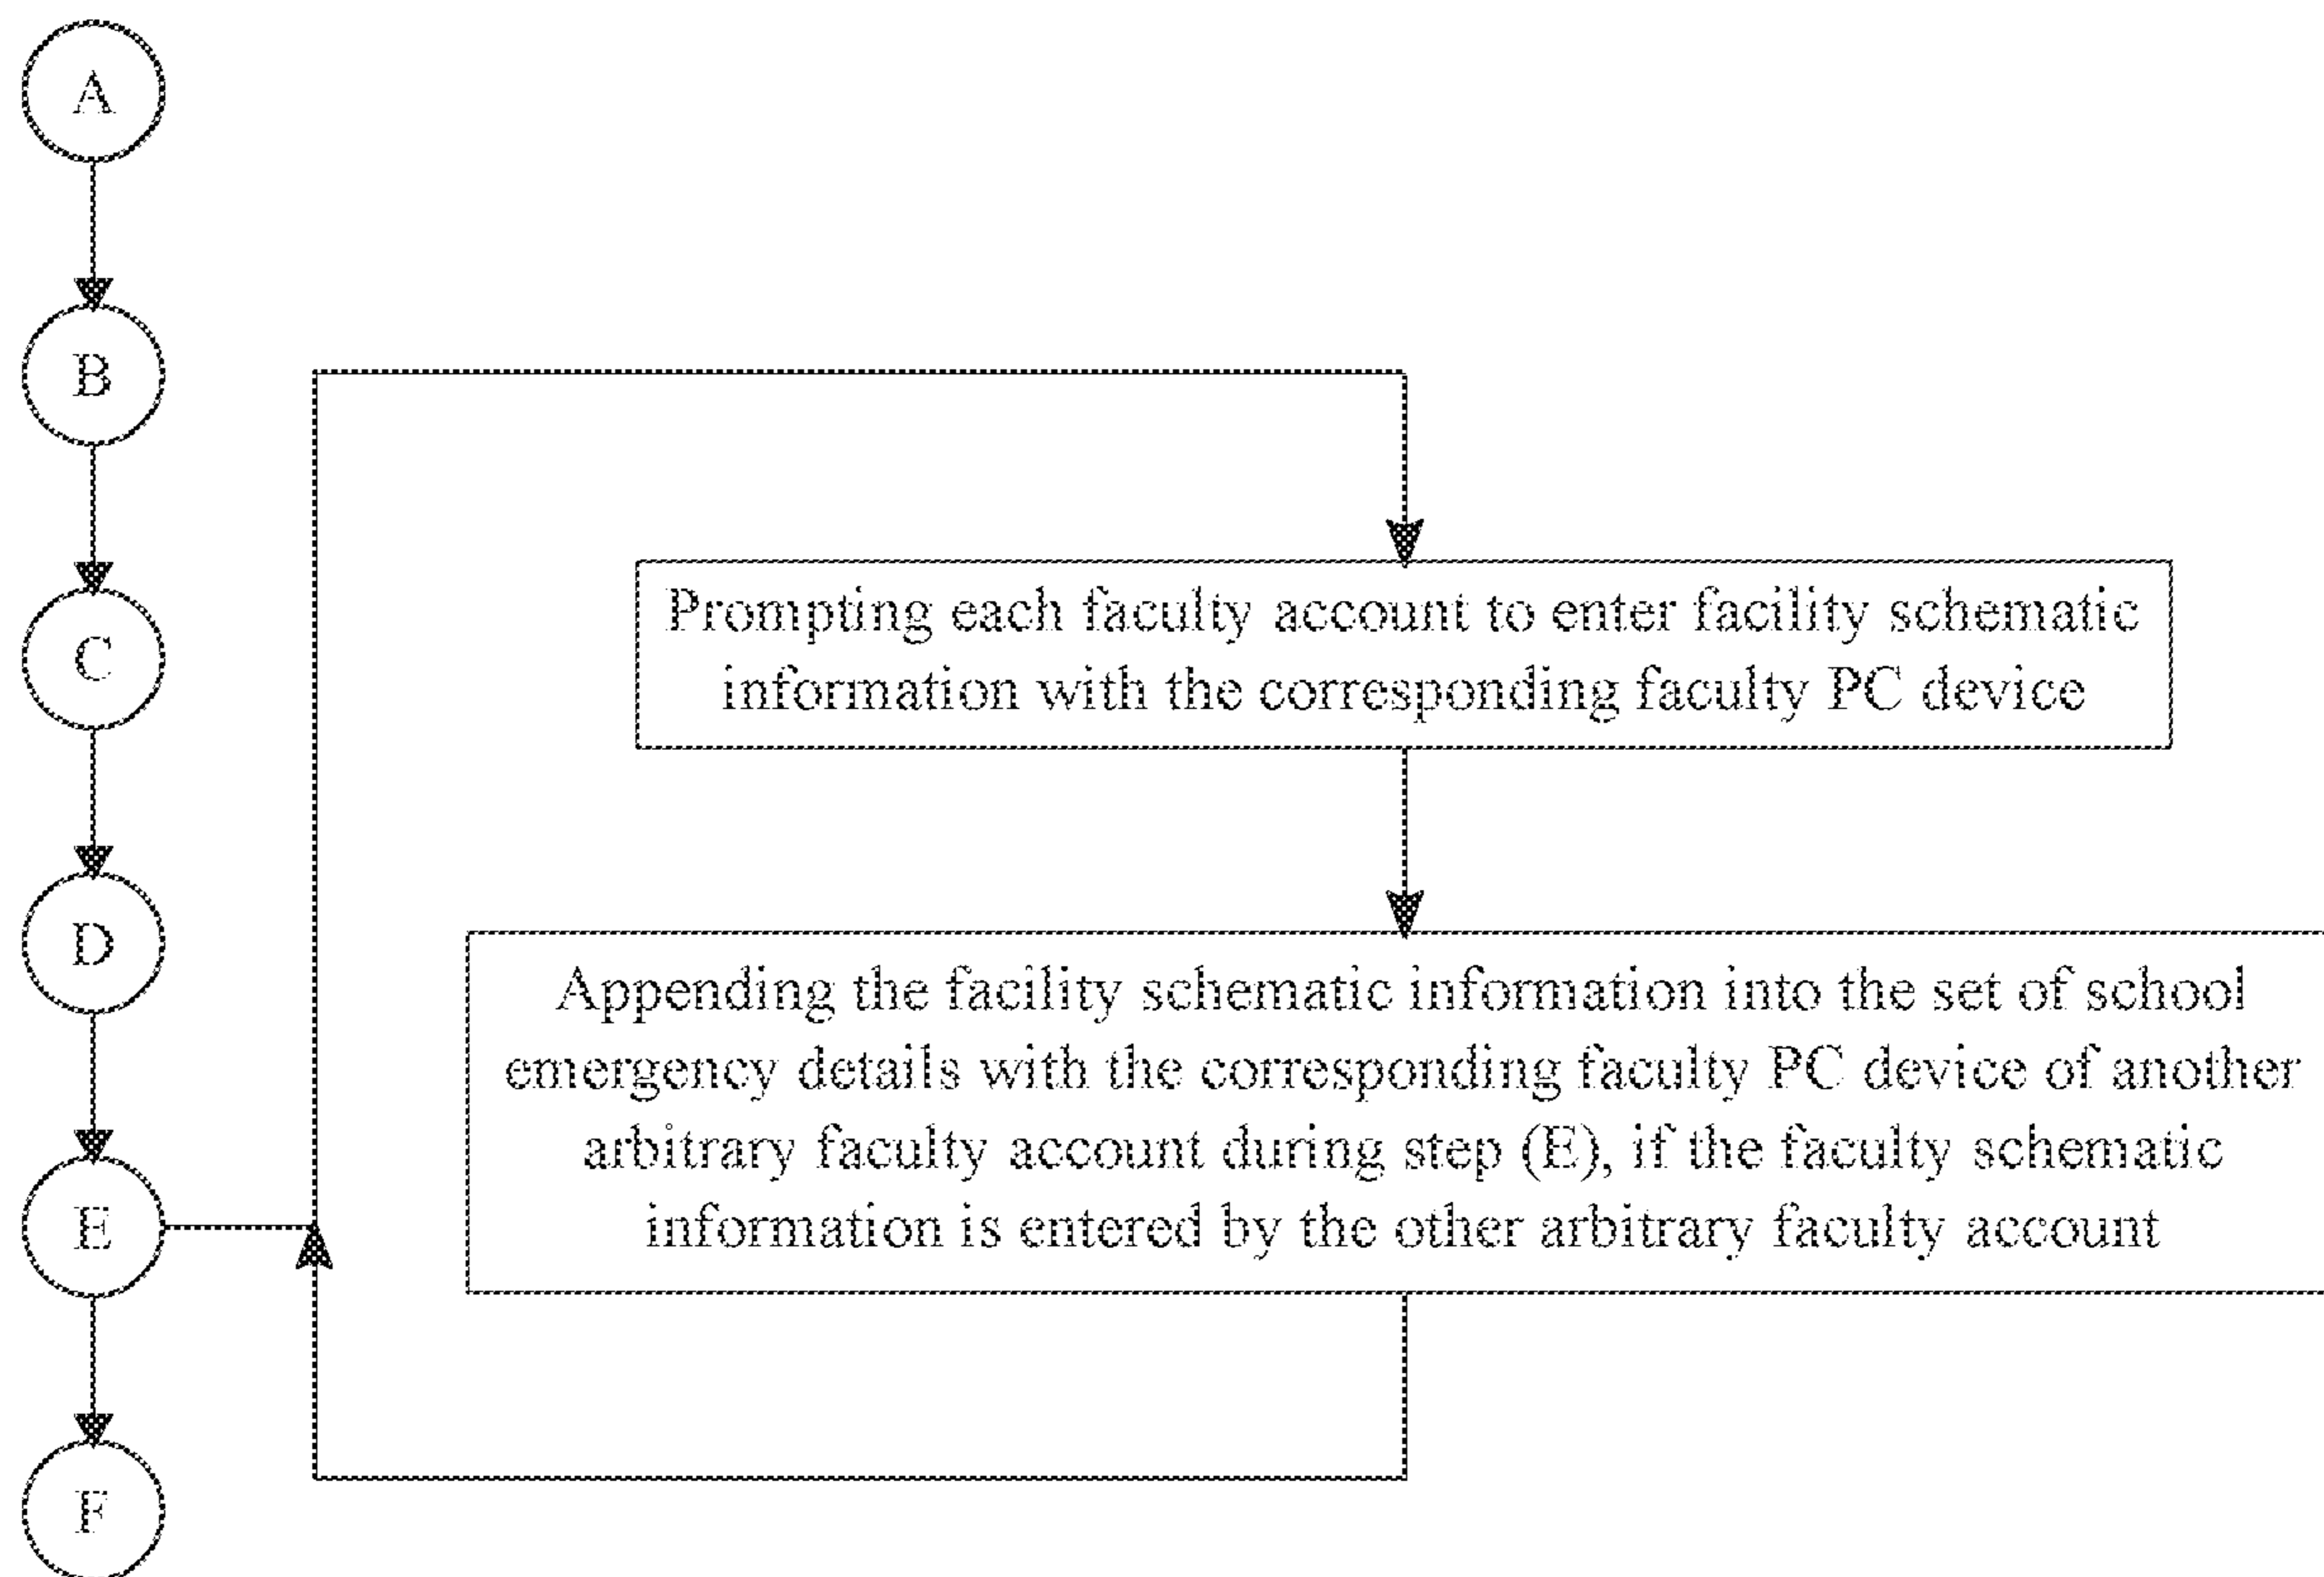 A
B
C
D
E
F
Prompting each faculty account to enter facility schematic
information with the corresponding faculty PC device
Appending the facility schematic information into the set of school
emergency details with the corresponding faculty PC device of another
arbitrary faculty account during step (E), if the faculty schematic
information is entered by the other arbitrary faculty account